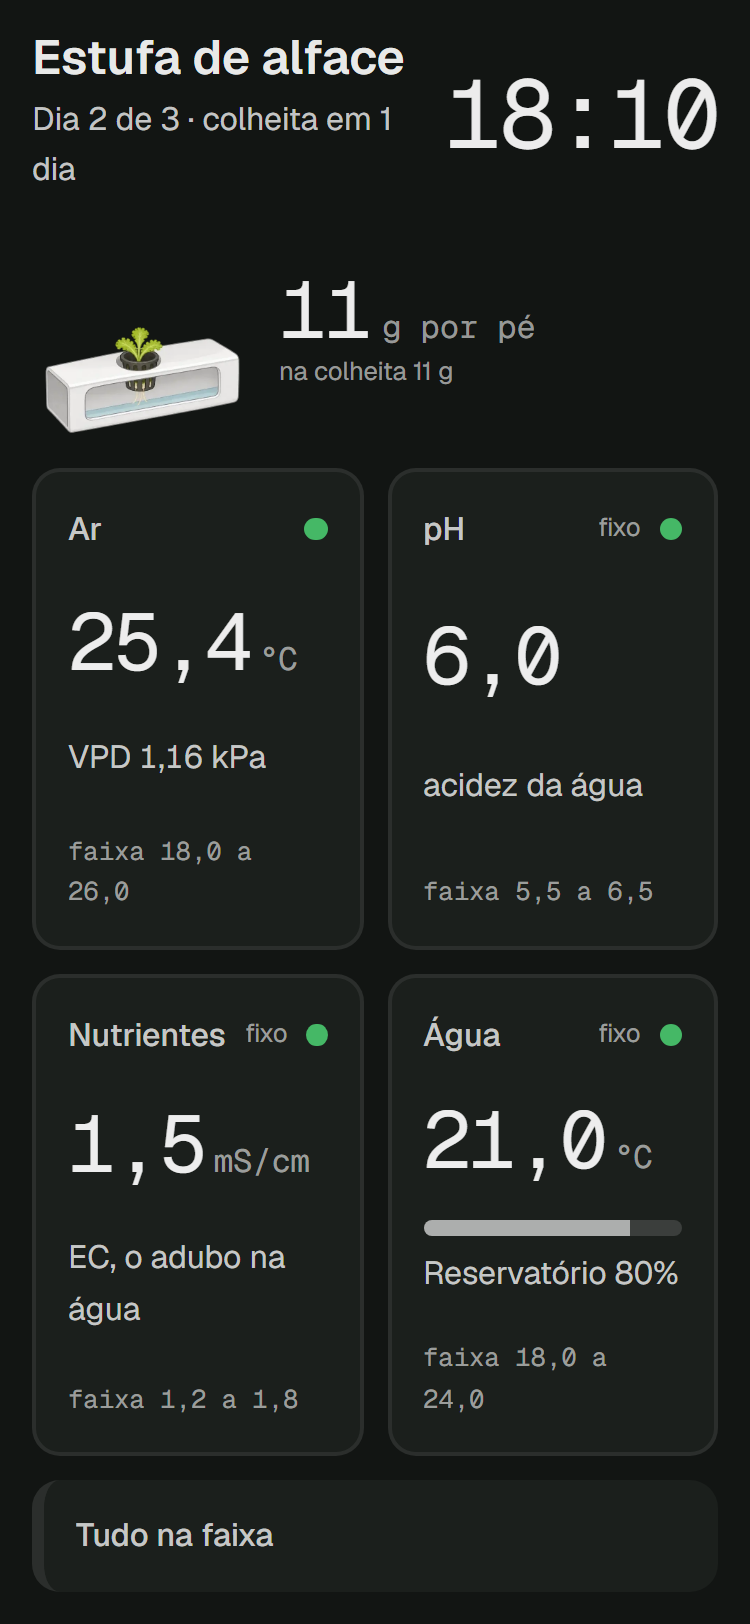 Estufa de alface
Dia 2 de 3 · colheita em 1
dia
18:10
11 g por pé
na colheita 11 g
Ar
25,4 °C
VPD 1,16 kPa
faixa 18,0 a
26,0
pH fixo
6,0
acidez da água
faixa 5,5 a 6,5
Nutrientes fixo
1,5 mS/cm
EC, o adubo na
água
faixa 1,2 a 1,8
Água fixo
21,0 °C
Reservatório 80%
faixa 18,0 a
24,0
Tudo na faixa